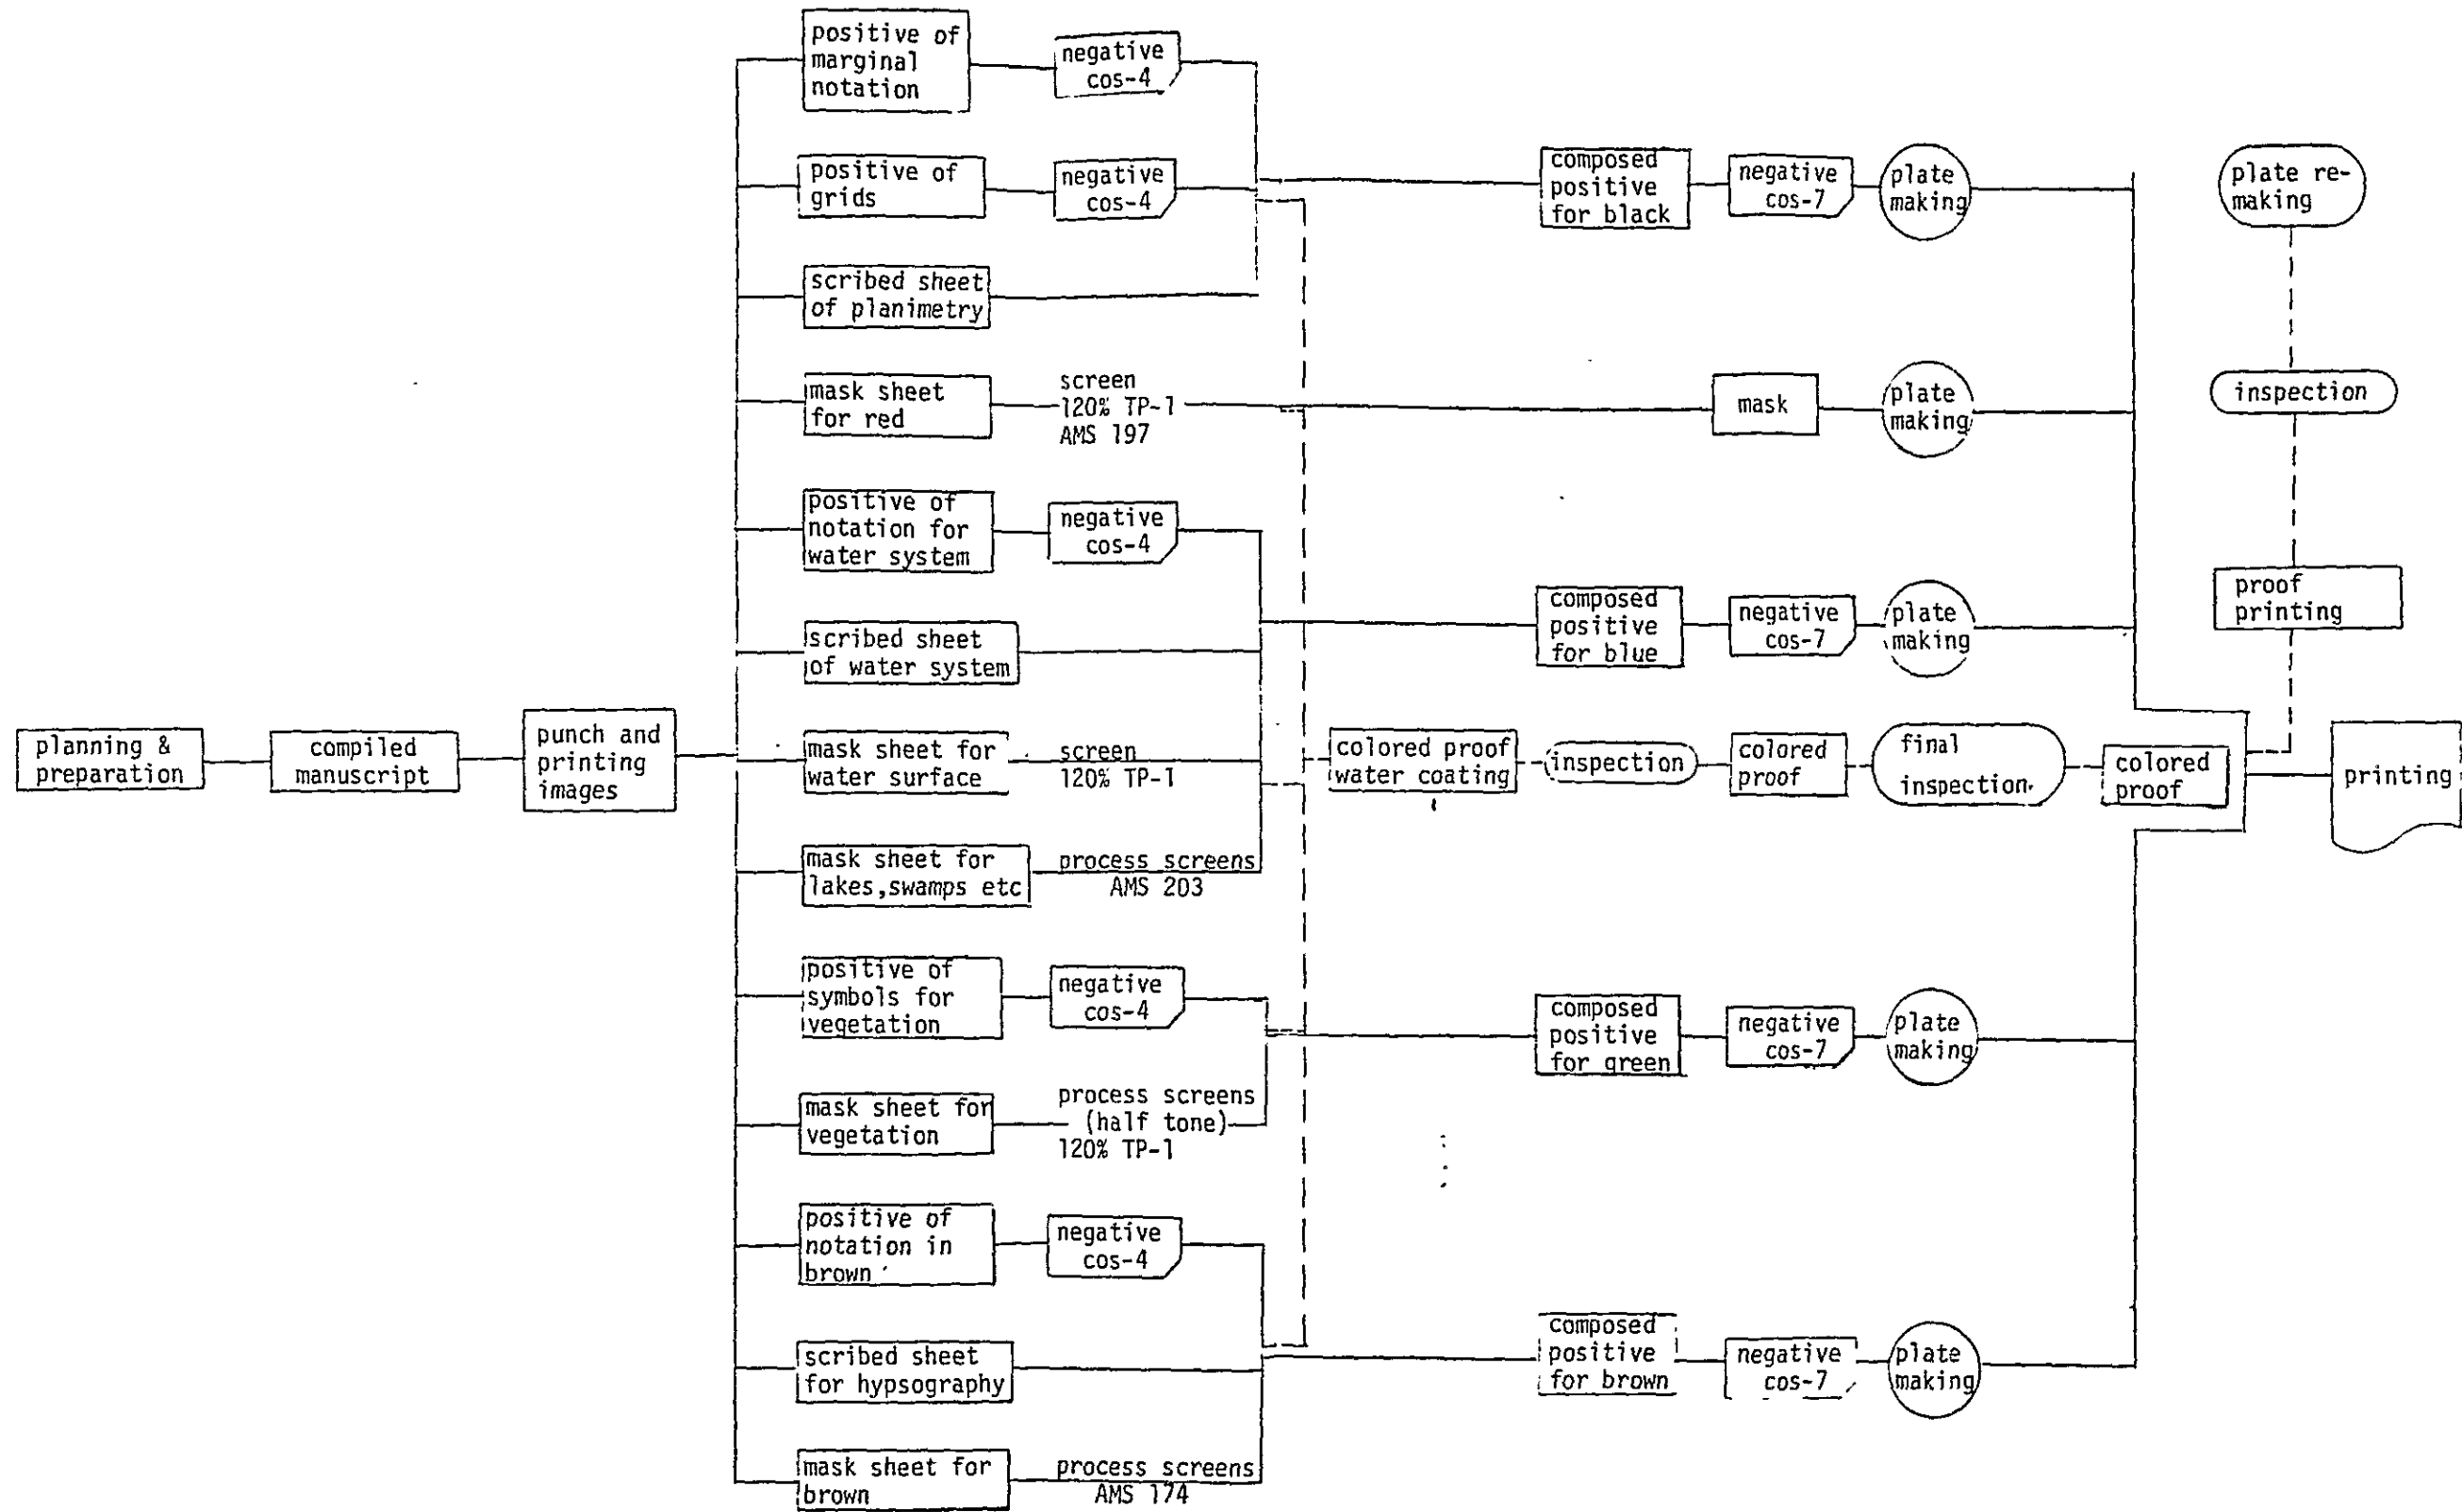 planning &
preparation
compiled
manuscript
punch and
printing
images
positive of
marginal
notation
negative
cos-4
positive of
grids
negative
cos-4
scribed sheet
of planimetry
composed
positive
for black
negative
cos-7
plate
making
mask sheet
for red
screen
120% TP-1
AMS 197
mask
plate
making
positive of
notation for
water system
negative
cos-4
scribed sheet
of water system
mask sheet for
water surface
screen
120% TP-1
mask sheet for
lakes,swamps etc
process screens
AMS 203
composed
positive
for blue
negative
cos-7
plate
making
colored proof
water coating
inspection
colored
proof
final
inspection.
colored
proof
positive of
symbols for
vegetation
negative
cos-4
mask sheet for
vegetation
process screens
(half tone)
120% TP-1
composed
positive
for green
negative
cos-7
plate
making
positive of
notation in
brown
negative
cos-4
scribed sheet
for hypsography
mask sheet for
brown
process screens
AMS 174
composed
positive
for brown
negative
cos-7
plate
making
plate re-
making
inspection
proof
printing
printing